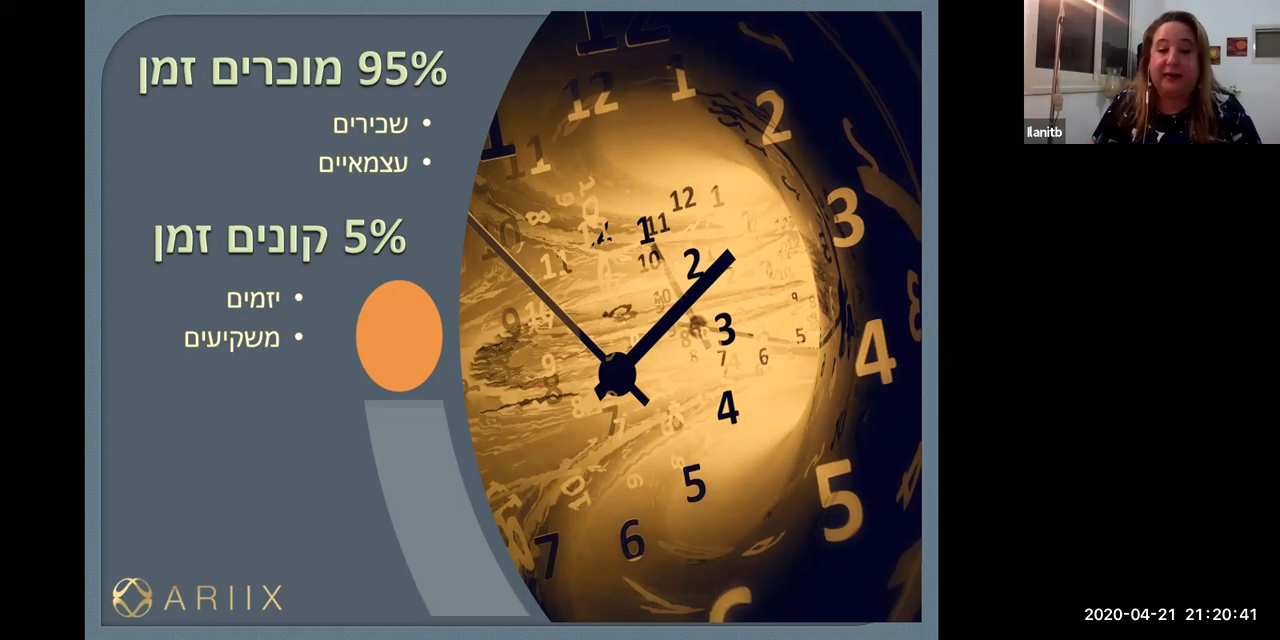 95% מוכרים זמן
• שכירים
• עצמאיים
5% קונים זמן
• יזמים
• משקיעים
ARIIX
Ilanitb
2020-04-21 21:20:41